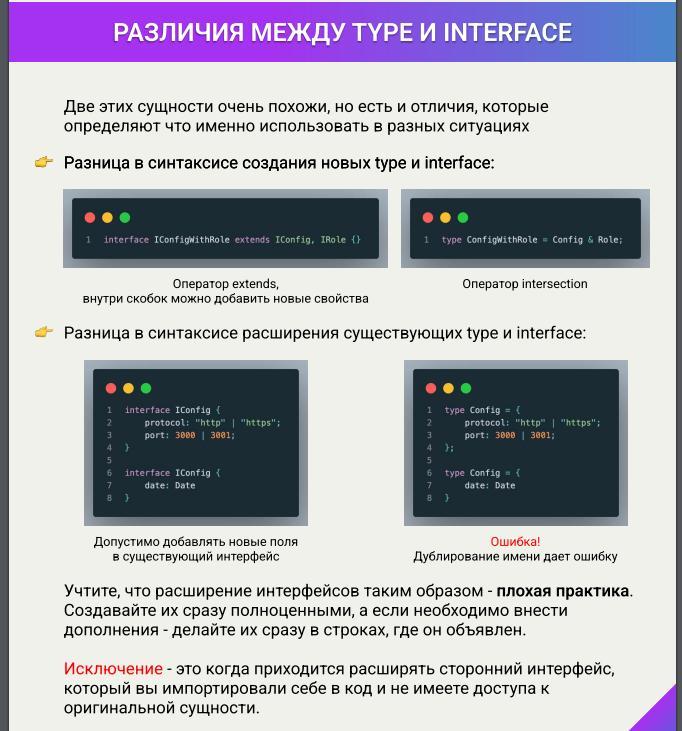 РАЗЛИЧИЯ МЕЖДУ TYPE И INTERFACE
Две этих сущности очень похожи, но есть и отличия, которые
определяют что именно использовать в разных ситуациях
👉 Разница в синтаксисе создания новых type и interface:
1 interface IConfigWithRole extends IConfig, IRole {}
Оператор extends,
внутри скобок можно добавить новые свойства
1 type ConfigWithRole = Config & Role;
Оператор intersection
👉 Разница в синтаксисе расширения существующих type и interface:
1 interface IConfig {
2 protocol: "http" | "https";
3 port: 3000 | 3001;
4 }
5
6 interface IConfig {
7 date: Date
8 }
Допустимо добавлять новые поля
в существующий интерфейс
1 type Config = {
2 protocol: "http" | "https";
3 port: 3000 | 3001;
4 };
5
6 type Config = {
7 date: Date
8 }
Ошибка!
Дублирование имени дает ошибку
Учтите, что расширение интерфейсов таким образом - плохая практика.
Создавайте их сразу полноценными, а если необходимо внести
дополнения - делайте их сразу в строках, где он объявлен.
Исключение - это когда приходится расширять сторонний интерфейс,
который вы импортировали себе в код и не имеете доступа к
оригинальной сущности.